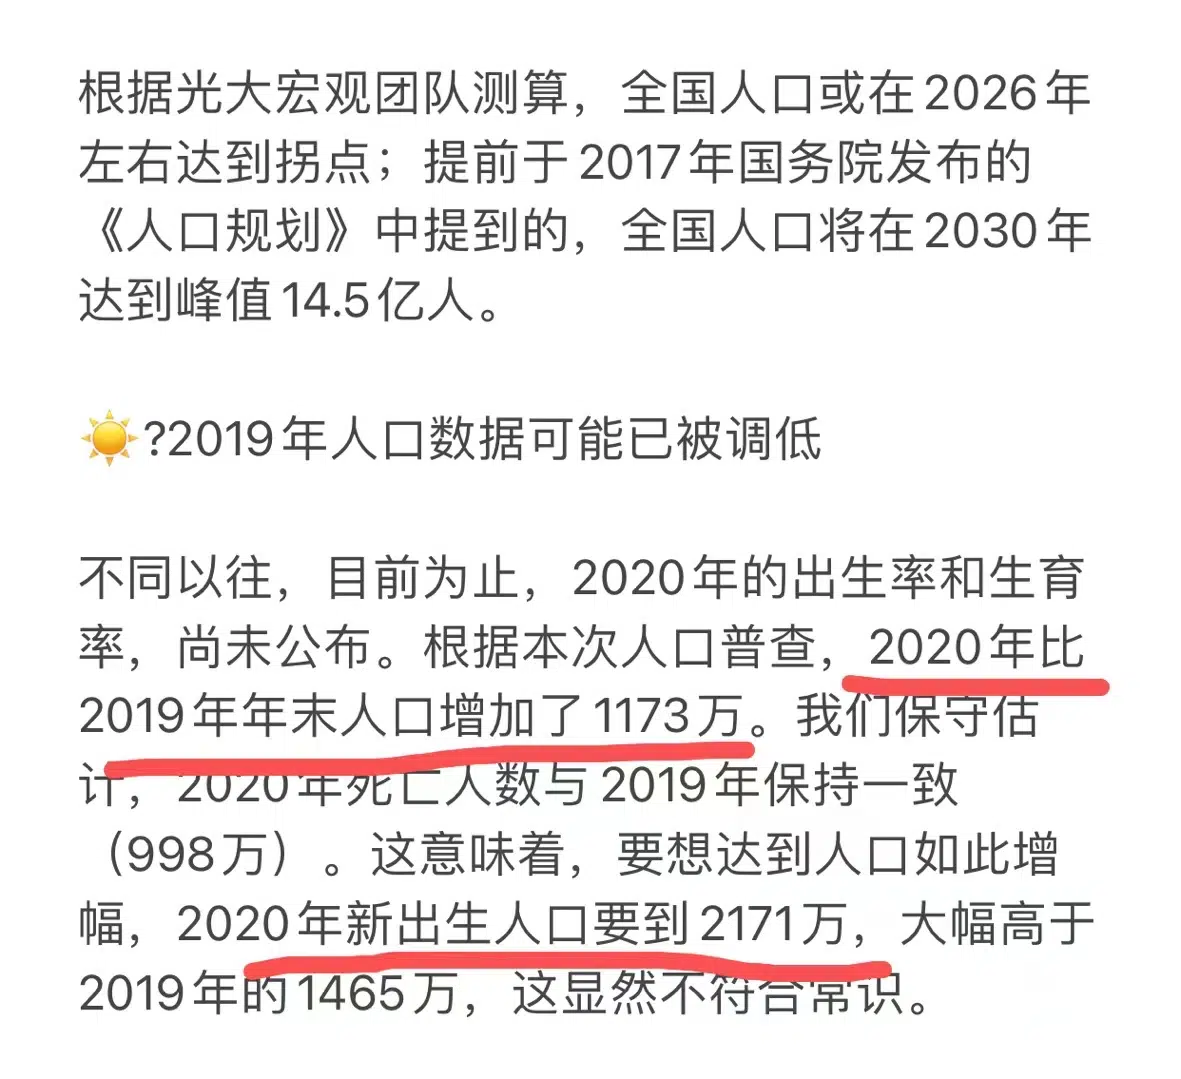 根据光大宏观团队测算，全国人口或在2026年
左右达到拐点；提前于2017年国务院发布的
《人口规划》中提到的，全国人口将在2030年
达到峰值14.5亿人。
☀️?2019年人口数据可能已被调低
不同以往，目前为止，2020年的出生率和生育
率，尚未公布。根据本次人口普查，2020年比
2019年年末人口增加了1173万。我们保守估
计，2020年死亡人数与2019年保持一致
（998万）。这意味着，要想达到人口如此增
幅，2020年新出生人口要到2171万，大幅高于
2019年的1465万，这显然不符合常识。